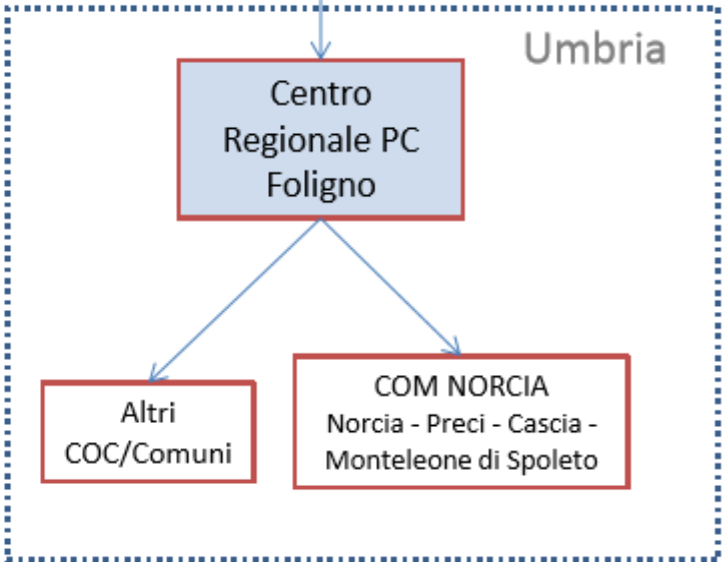 Umbria
Centro
Regionale PC
Foligno
Altri
COC/Comuni
COM NORCIA
Norcia - Preci - Cascia -
Monteleone di Spoleto